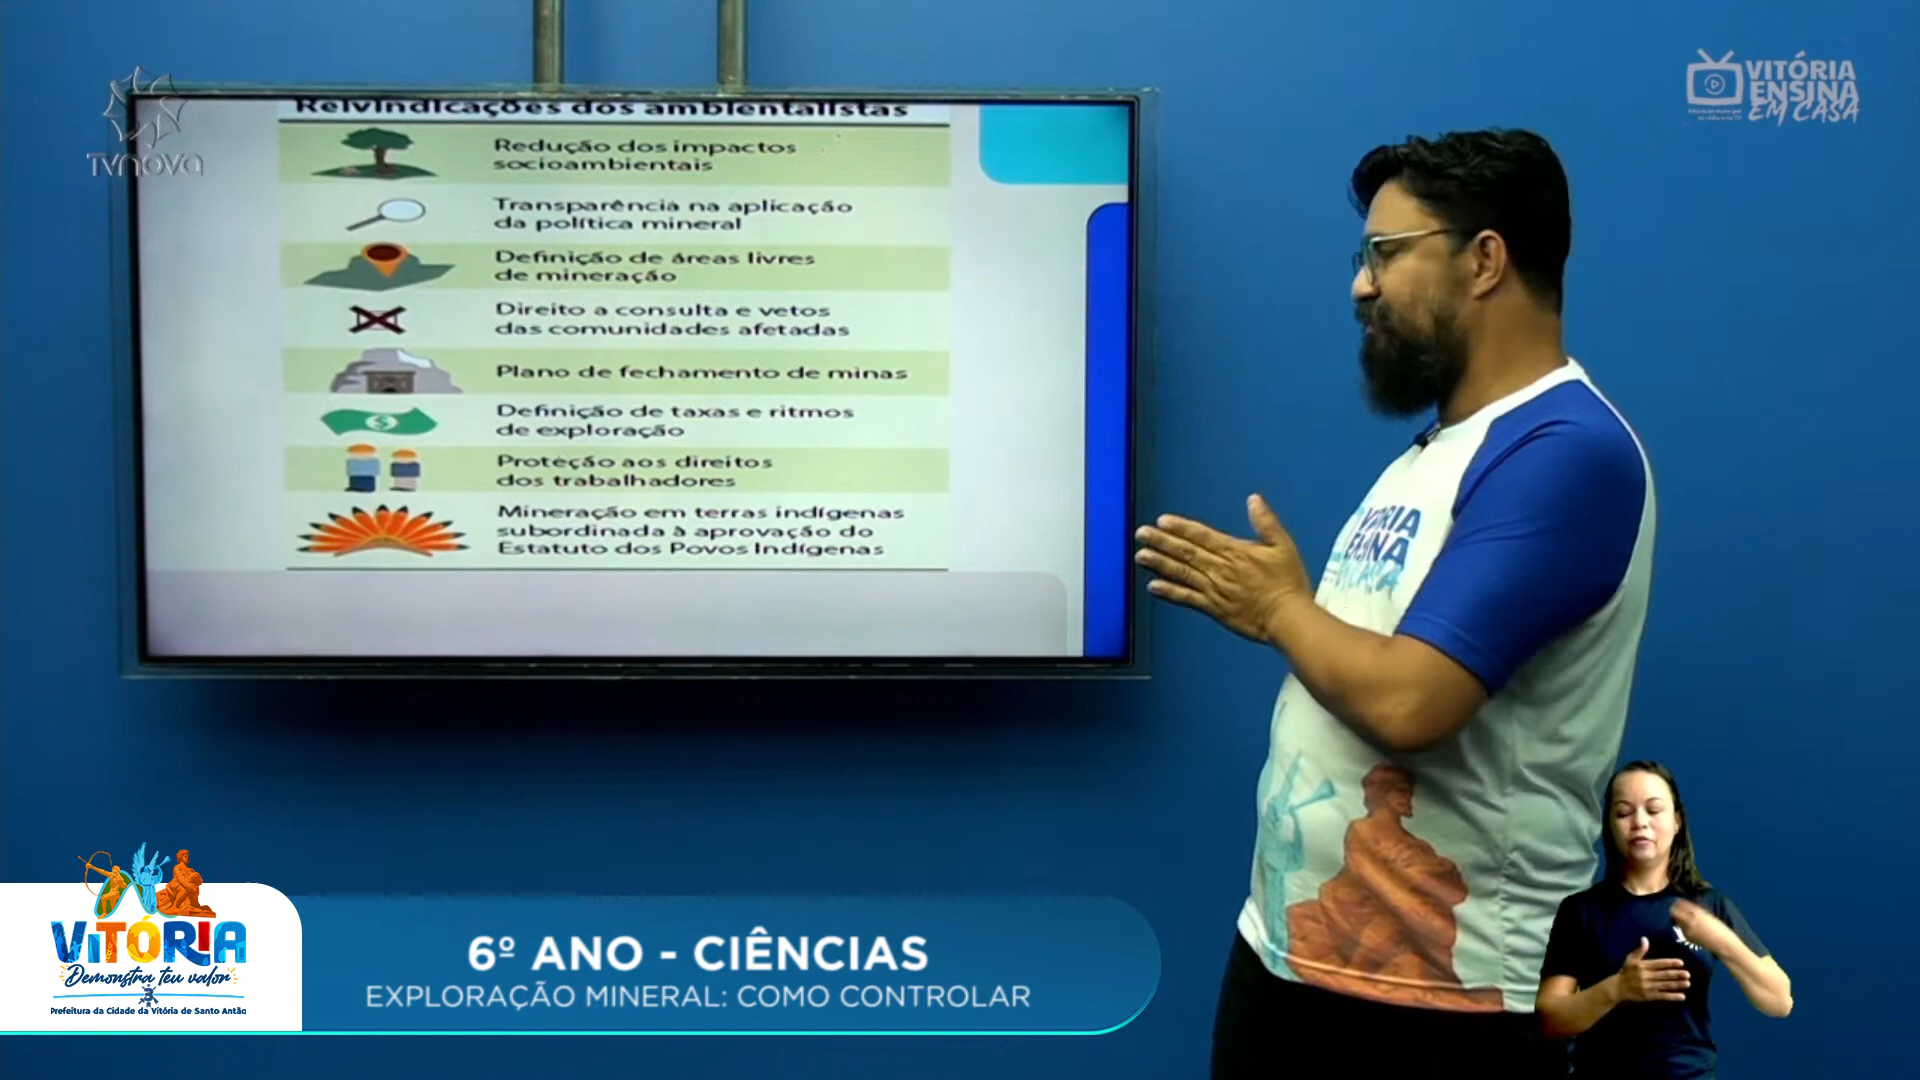 Reivindicações dos ambientalistas
Redução dos impactos
socioambientais
Transparência na aplicação
da política mineral
Definição de áreas livres
de mineração
Direito a consulta e vetos
das comunidades afetadas
Plano de fechamento de minas
Definição de taxas e ritmos
de exploração
Proteção aos direitos
dos trabalhadores
Mineração em terras indígenas
subordinada à aprovação do
Estatuto dos Povos Indígenas
TVNOVA
VITÓRIA
ENSINA
EM CASA
VITÓRIA
ENSINA
EM CASA
VITÓRIA
Demonstra teu valor
Prefeitura da Cidade da Vitória de Santo Antão
6º ANO - CIÊNCIAS
EXPLORAÇÃO MINERAL: COMO CONTROLAR